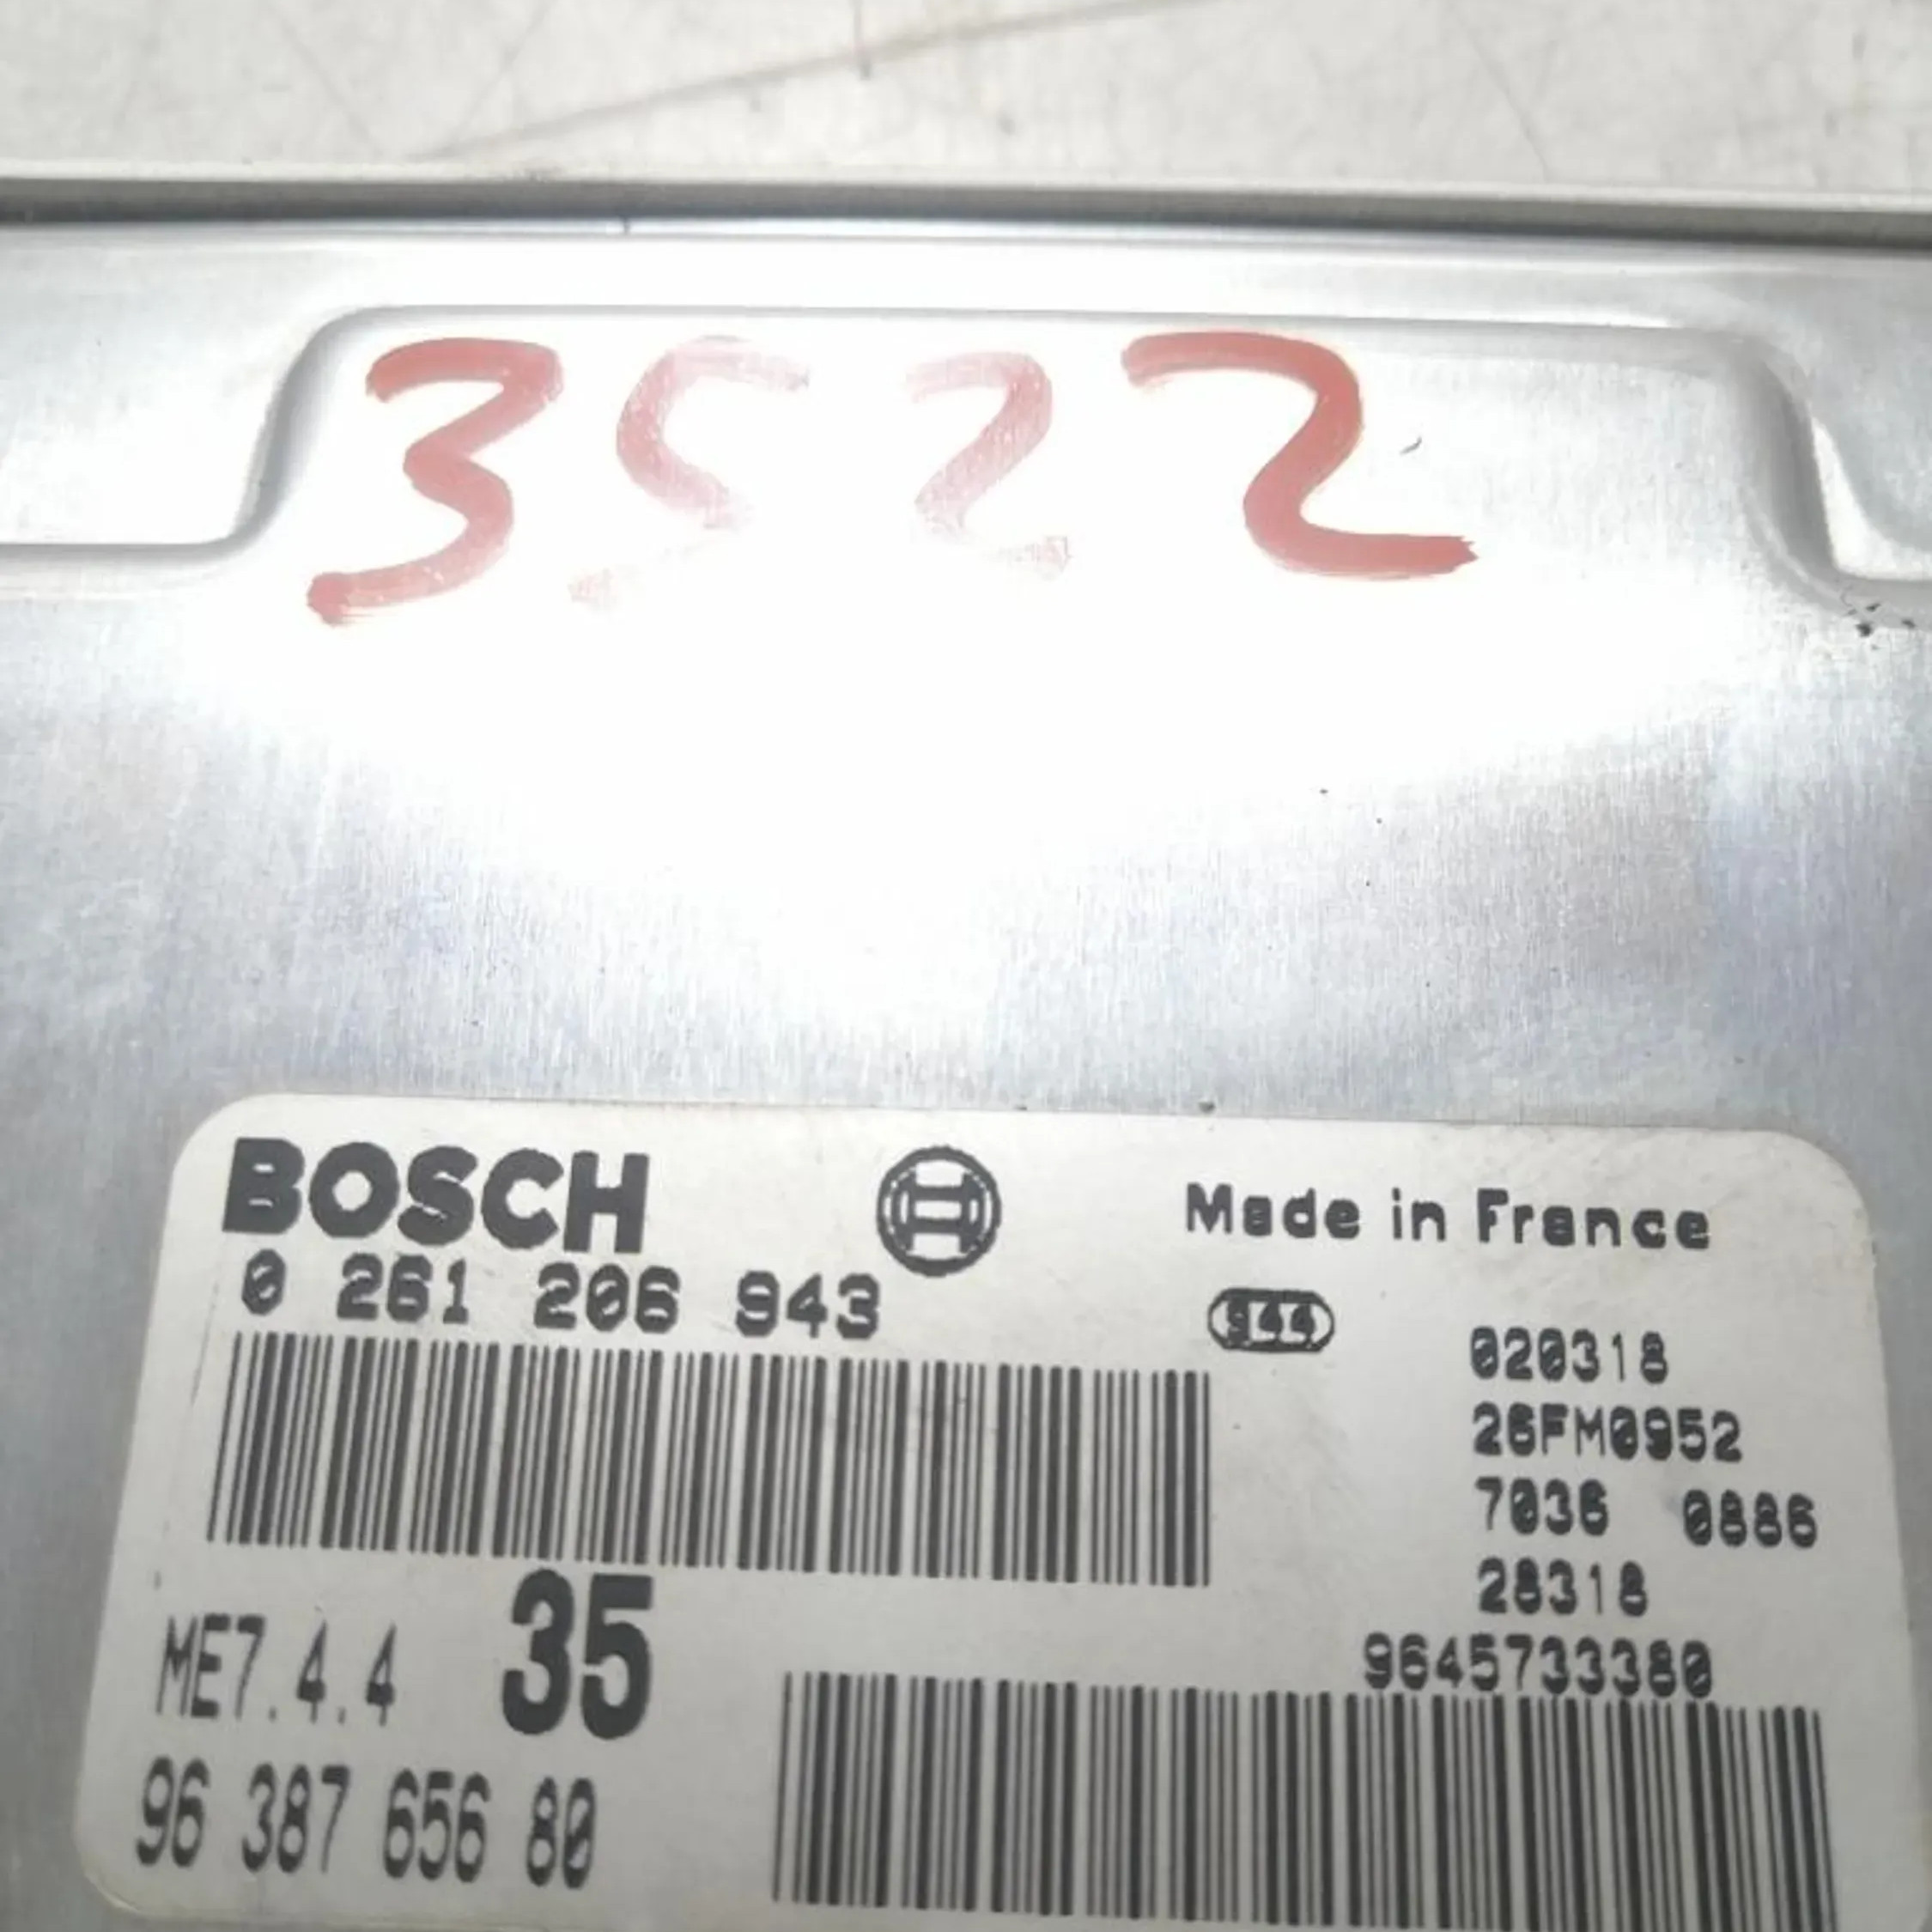 3522
BOSCH
Made in France
0 261 206 943
944
020318
26FM0952
7036 0886
28318
ME7.4.4 35
9645733380
96 387 656 80